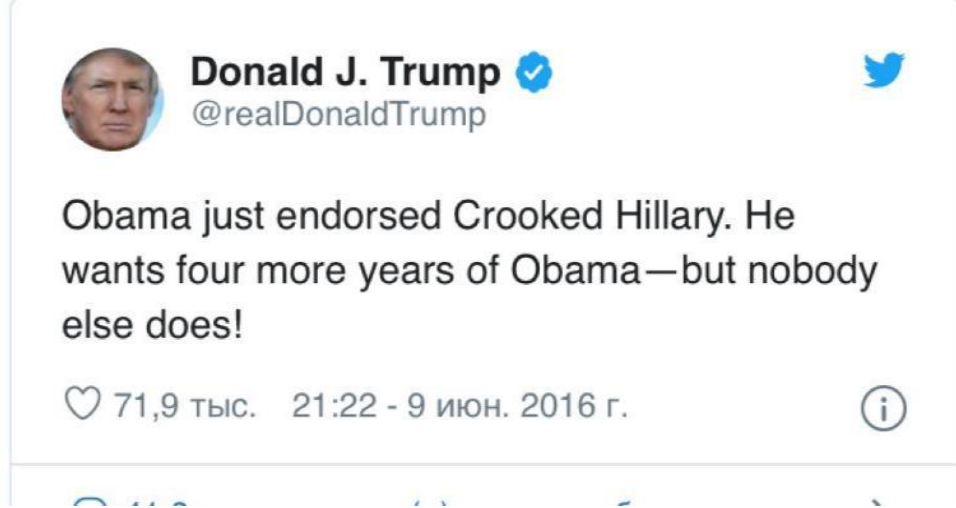 Donald J. Trump
@realDonaldTrump
Obama just endorsed Crooked Hillary. He
wants four more years of Obama—but nobody
else does!
71,9 тыс. 21:22 - 9 июн. 2016 г.